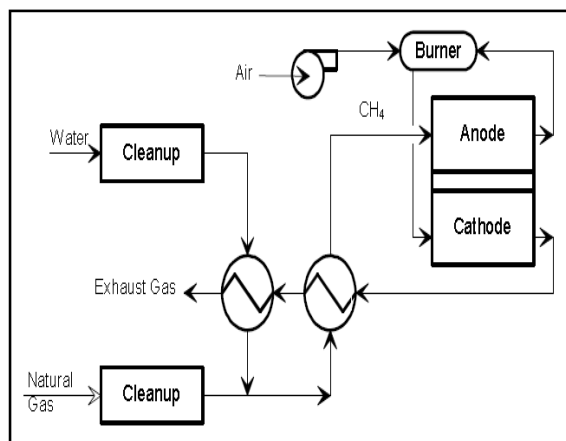 Burner
Air
CH₄
Water
Cleanup
Anode
Cathode
Exhaust Gas
Natural
Gas
Cleanup